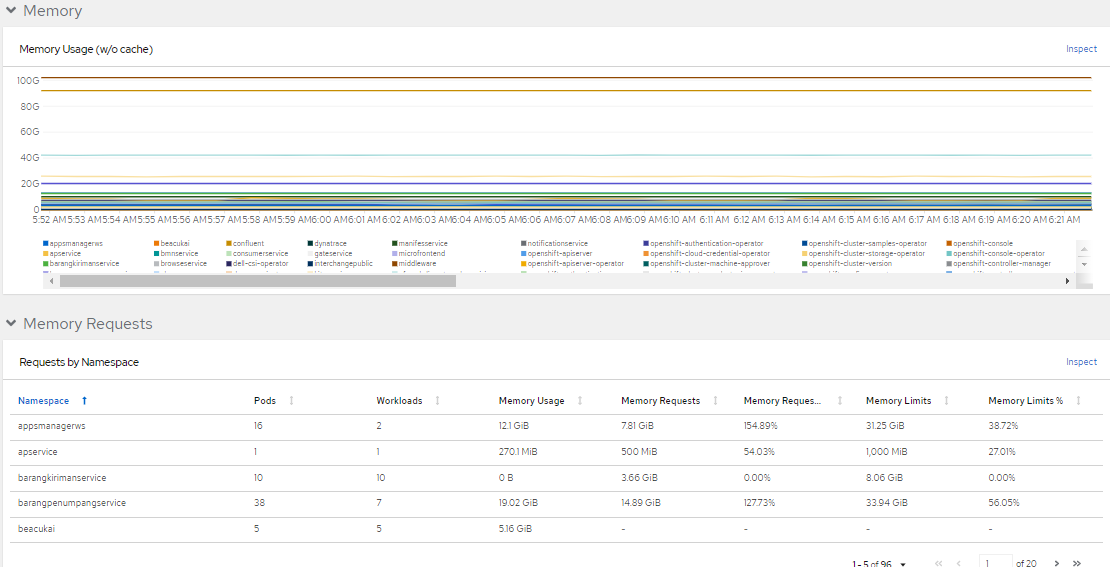 Memory
Memory Usage (w/o cache)
Inspect
100G
80G
60G
40G
20G
0
5:52 AM 5:53 AM 5:54 AM 5:55 AM 5:56 AM 5:57 AM 5:58 AM 5:59 AM 6:00 AM 6:01 AM 6:02 AM 6:03 AM 6:04 AM 6:05 AM 6:06 AM 6:07 AM 6:08 AM 6:09 AM 6:10 AM 6:11 AM 6:12 AM 6:13 AM 6:14 AM 6:15 AM 6:16 AM 6:17 AM 6:18 AM 6:19 AM 6:20 AM 6:21 AM
appsmanagerws beacukai confluent dynatrace manifesservice notificationservice openshift-authentication-operator openshift-cluster-samples-operator openshift-console
apservice bmnservice consumerservice gateservice microfrontend openshift-apiserver openshift-cloud-credential-operator openshift-cluster-storage-operator openshift-console-operator
barangkirimanservice browseservice dell-csi-operator interchangepublic middleware openshift-apiserver-operator openshift-cluster-machine-approver openshift-cluster-version openshift-controller-manager
Memory Requests
Requests by Namespace
Inspect
Namespace Pods Workloads Memory Usage Memory Requests Memory Reques... Memory Limits Memory Limits %
appsmanagerws 16 2 12.1 GiB 7.81 GiB 154.89% 31.25 GiB 38.72%
apservice 1 1 270.1 MiB 500 MiB 54.03% 1,000 MiB 27.01%
barangkirimanservice 10 10 0 B 3.66 GiB 0.00% 8.06 GiB 0.00%
barangpenumpangservice 38 7 19.02 GiB 14.89 GiB 127.73% 33.94 GiB 56.05%
beacukai 5 5 5.16 GiB - - - -
1 - 5 of 96
1 of 20